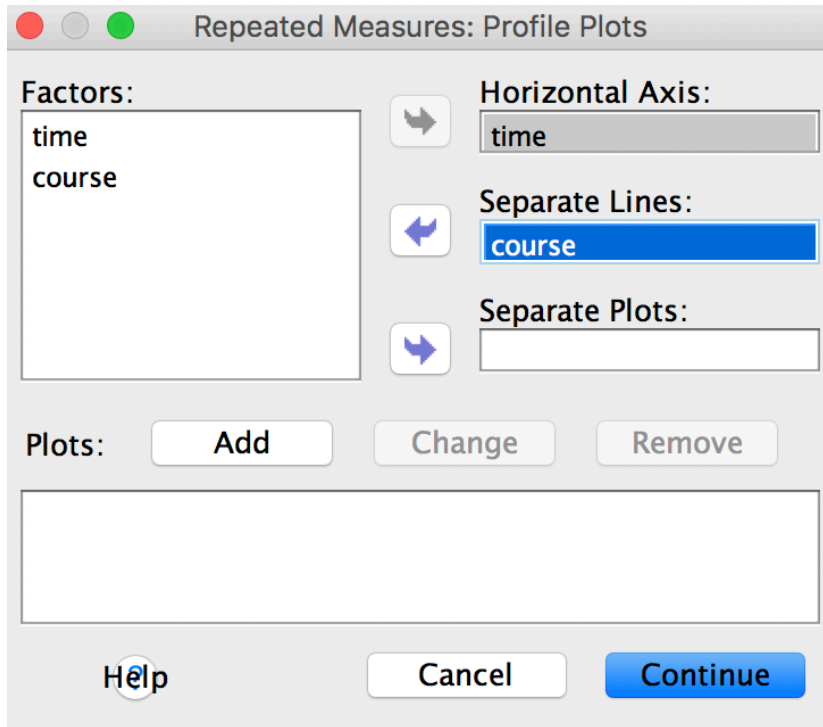 Repeated Measures: Profile Plots
Factors:
time
course
Horizontal Axis:
time
Separate Lines:
course
Separate Plots:
Plots:
Add
Change
Remove
Help
?
Cancel
Continue